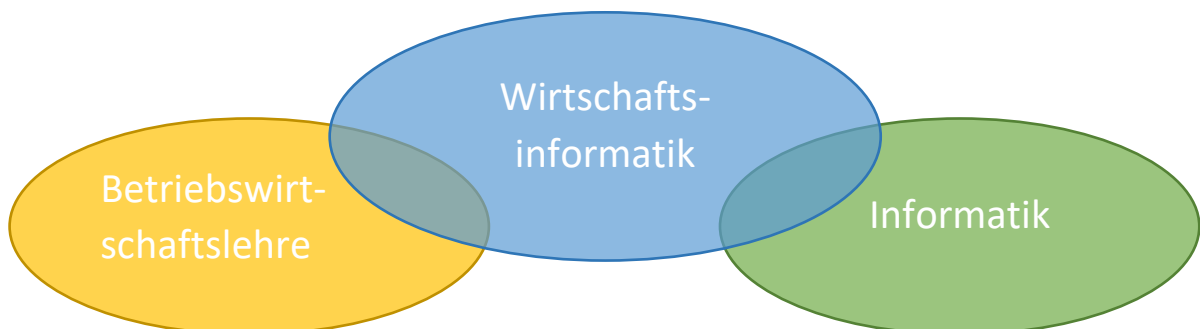 Wirtschafts-
informatik
Betriebswirt-
schaftslehre
Informatik